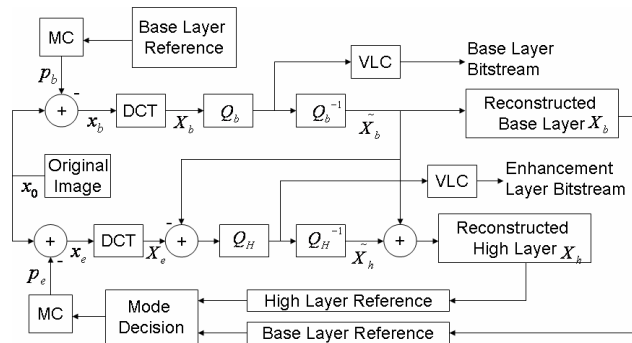 MC
Base Layer
Reference
p_b
-
+
x_b
DCT
X_b
Q_b
Q_b^{-1}
X̃_b
VLC
Base Layer
Bitstream
Reconstructed
Base Layer X_b
x_0
Original
Image
VLC
Enhancement
Layer Bitstream
+
x_e
DCT
X_e
-
+
Q_H
Q_H^{-1}
X̃_h
+
Reconstructed
High Layer X_h
-
p_e
MC
Mode
Decision
High Layer Reference
Base Layer Reference